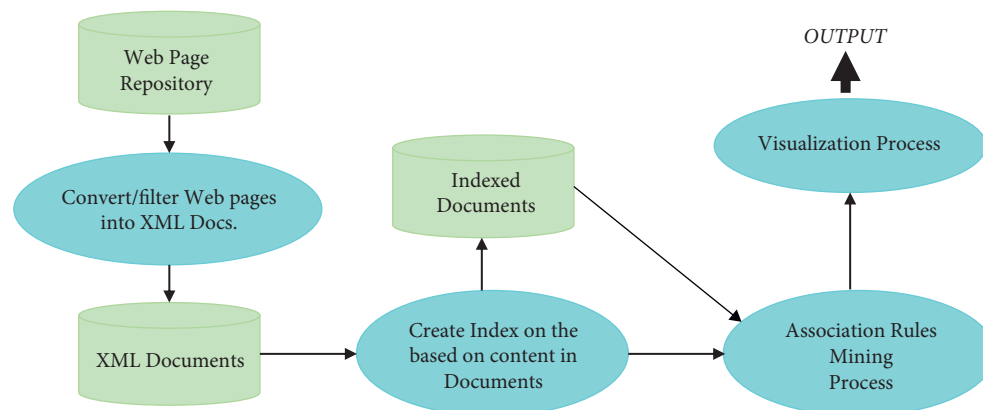 Web Page
Repository
Convert/filter Web pages
into XML Docs.
XML Documents
Indexed
Documents
Create Index on the
based on content in
Documents
OUTPUT
Visualization Process
Association Rules
Mining
Process